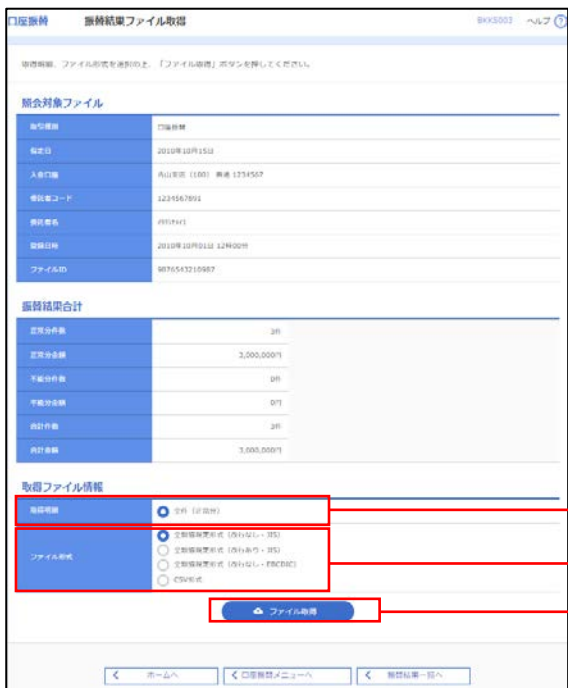 口座振替 振替結果ファイル取得 BKKS003 ヘルプ ?
取得明細、ファイル形式を選択の上、「ファイル取得」ボタンを押してください。
照会対象ファイル
取引種別 口座振替
指定日 2010年10月15日
入金口座 青山支店（100） 普通 1234567
委託者コード 1234567891
委託者名
登録日時 2010年10月01日 12時00分
ファイルID 9876543210987
振替結果合計
正常分件数 3件
正常分金額 3,000,000円
不能分件数 0件
不能分金額 0円
合計件数 3件
合計金額 3,000,000円
取得ファイル情報
取得明細 全件（正常分）
ファイル形式 全銀協規定形式（改行なし・JIS）
全銀協規定形式（改行あり・JIS）
全銀協規定形式（改行なし・EBCDIC）
CSV形式
ファイル取得
ホームへ 口座振替メニューへ 振替結果一覧へ